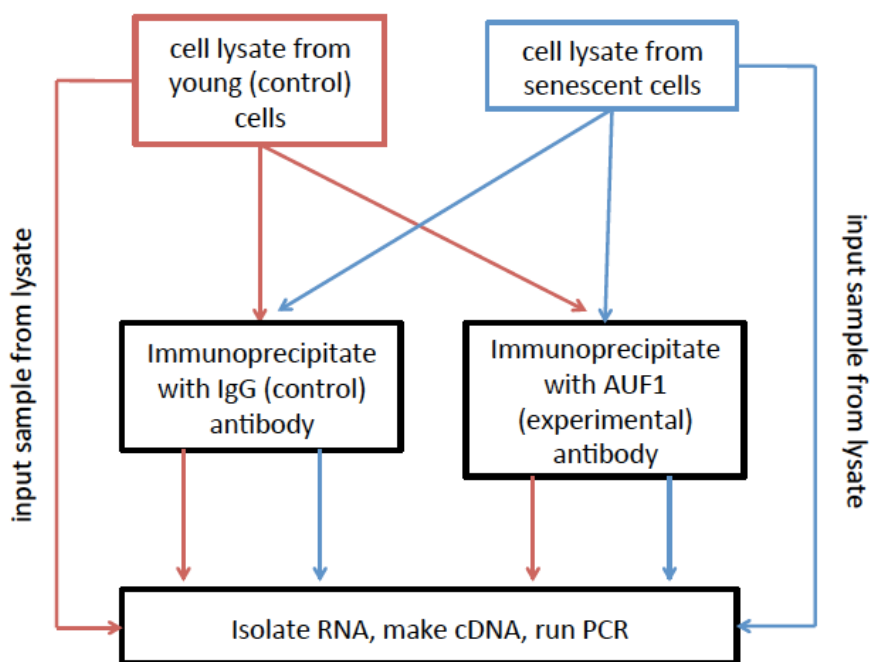 cell lysate from
young (control)
cells
cell lysate from
senescent cells
input sample from lysate
input sample from lysate
Immunoprecipitate
with IgG (control)
antibody
Immunoprecipitate
with AUF1
(experimental)
antibody
Isolate RNA, make cDNA, run PCR